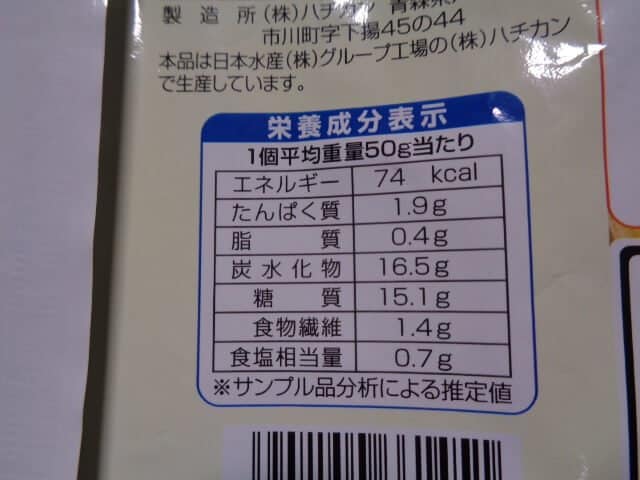 製造所(株)ハチカン 青森県
市川町字下揚45の44
本品は日本水産(株)グループ工場の(株)ハチカン
で生産しています。
栄養成分表示
1個平均重量50g当たり
エネルギー 74 kcal
たんぱく質 1.9g
脂質 0.4g
炭水化物 16.5g
糖質 15.1g
食物繊維 1.4g
食塩相当量 0.7g
※サンプル品分析による推定値